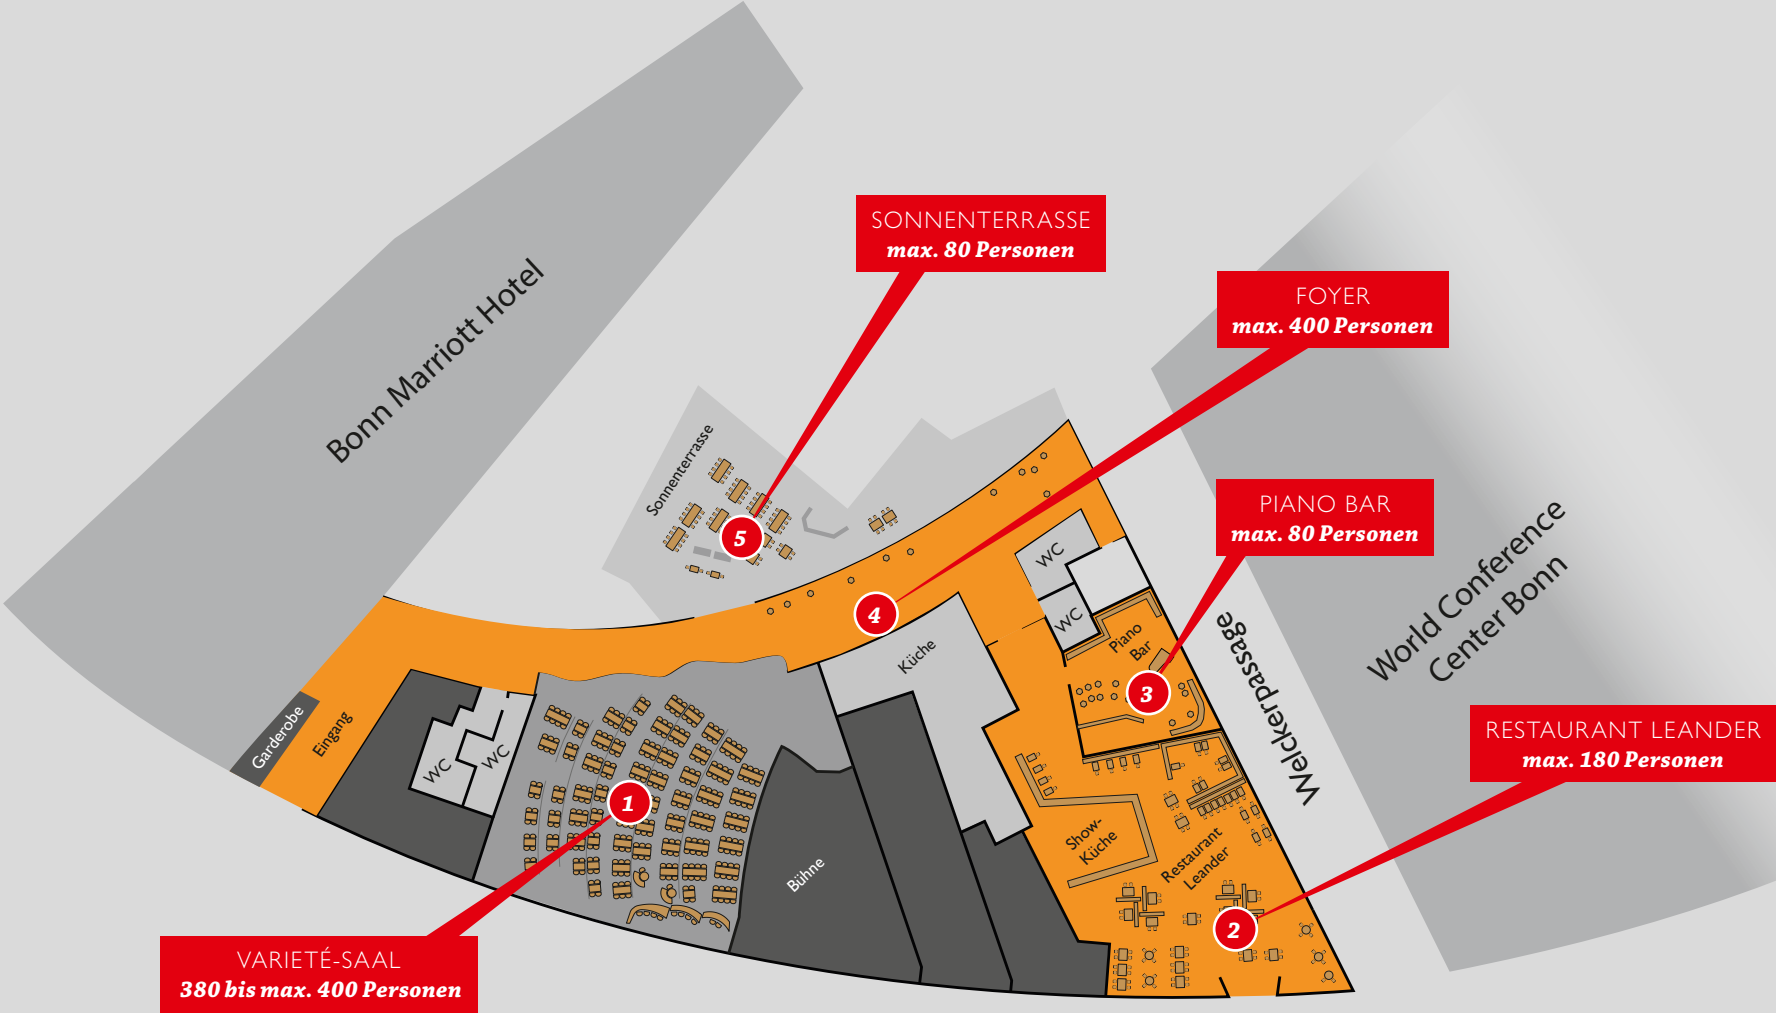 SONNENTERRASSE
max. 80 Personen
FOYER
max. 400 Personen
Bonn Marriott Hotel
Sonnenterrasse
PIANO BAR
max. 80 Personen
5
4
World Conference
Center Bonn
WC
WC
Piano
Bar
3
Küche
Welckerpassage
Garderobe
Eingang
WC
WC
RESTAURANT LEANDER
max. 180 Personen
1
Show-
Küche
Restaurant
Leander
Bühne
2
VARIETÉ-SAAL
380 bis max. 400 Personen